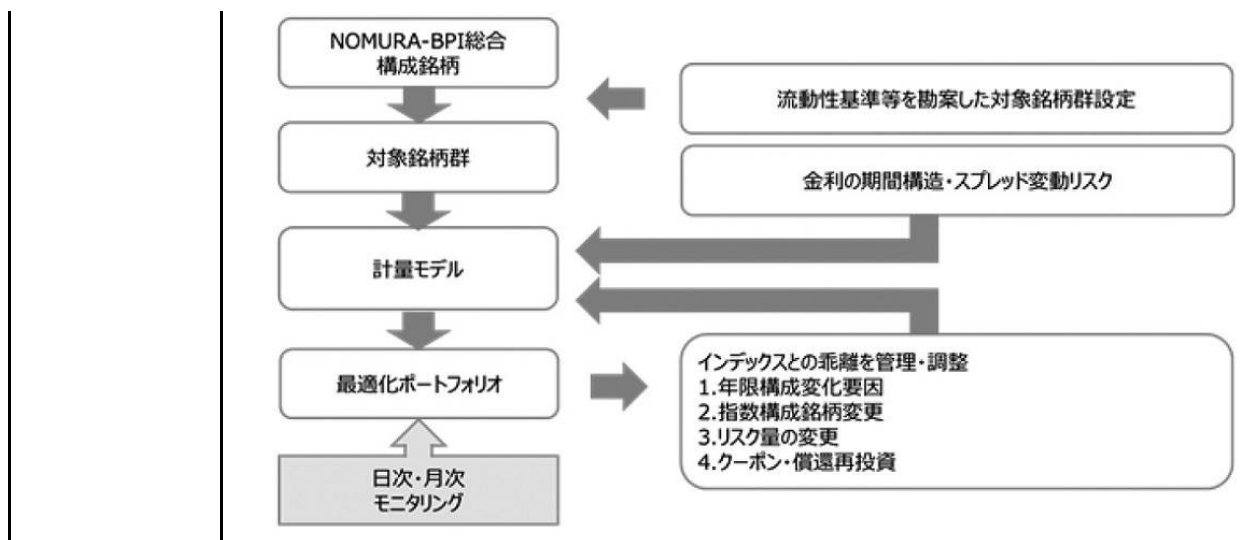 NOMURA-BPI総合
構成銘柄
流動性基準等を勘案した対象銘柄群設定
対象銘柄群
金利の期間構造・スプレッド変動リスク
計量モデル
最適化ポートフォリオ
インデックスとの乖離を管理・調整
1.年限構成変化要因
2.指数構成銘柄変更
3.リスク量の変更
4.クーポン・償還再投資
日次・月次
モニタリング